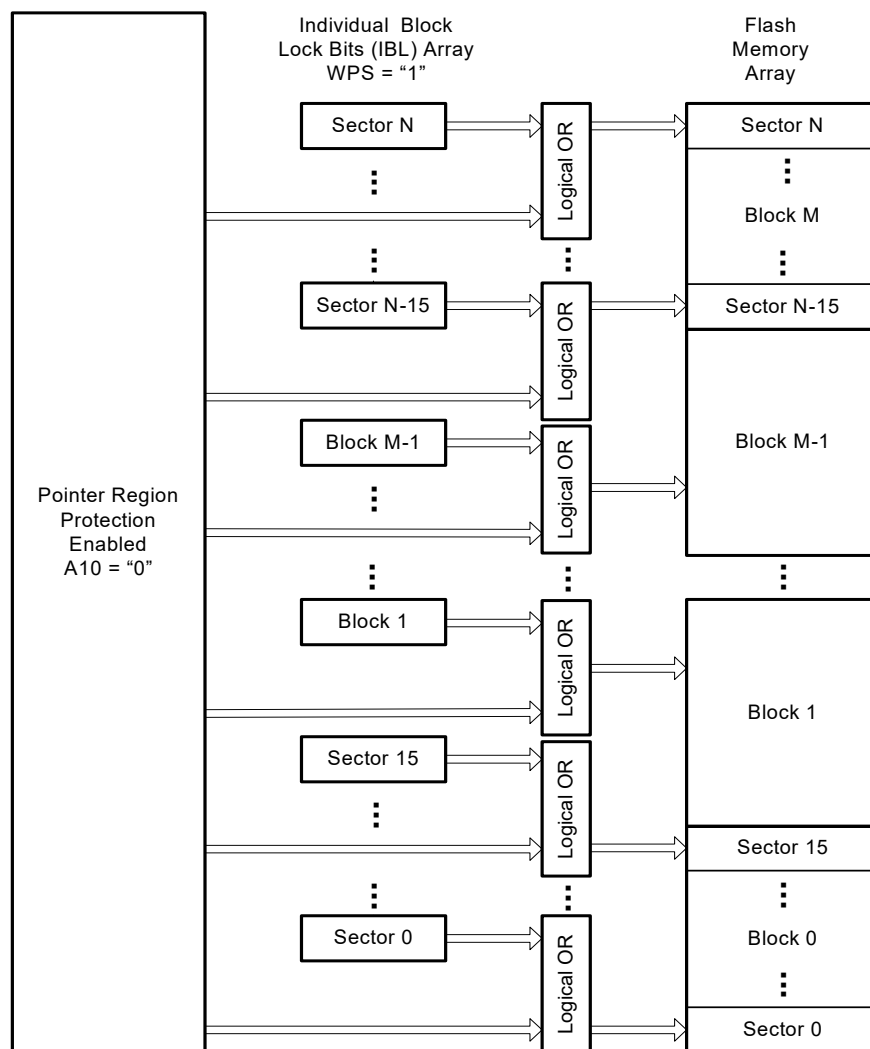 Individual Block
Lock Bits (IBL) Array
WPS = “1”
Flash
Memory
Array
Sector N
Logical OR
Sector N
Block M
Sector N-15
Logical OR
Sector N-15
Block M-1
Logical OR
Block M-1
Pointer Region
Protection
Enabled
A10 = “0”
Block 1
Logical OR
Block 1
Sector 15
Logical OR
Sector 15
Sector 0
Logical OR
Block 0
Sector 0